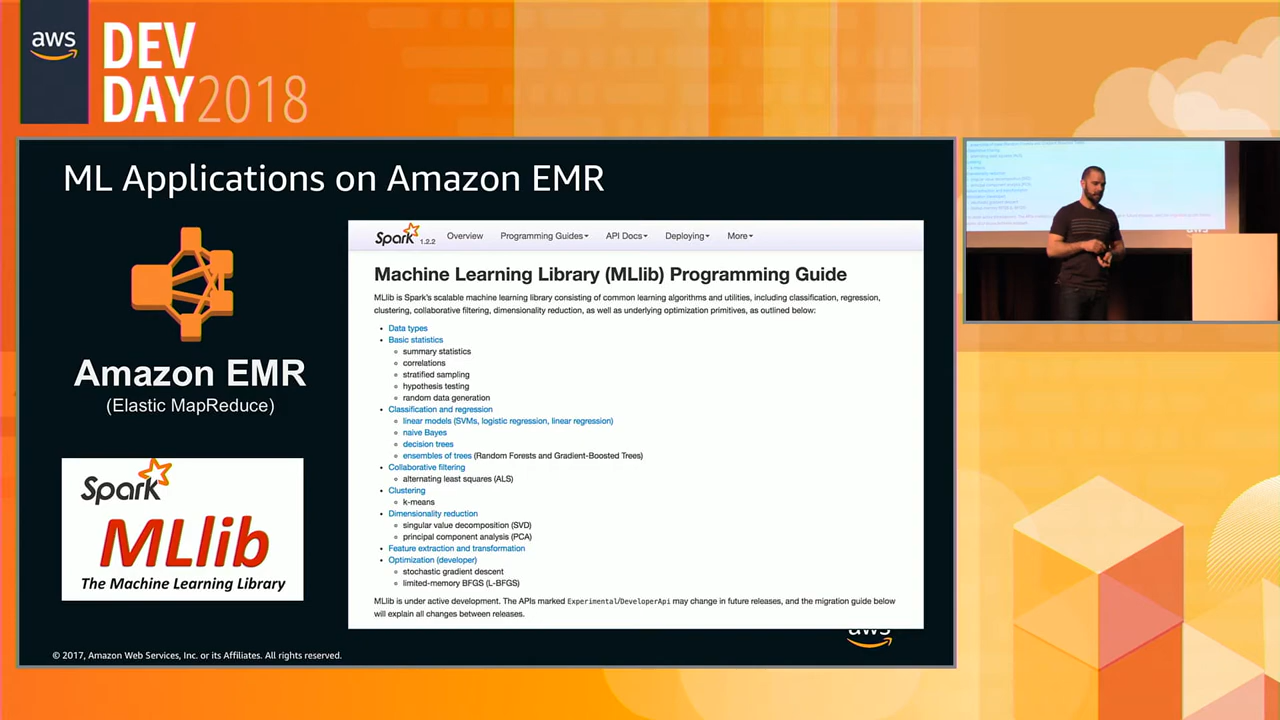 aws
DEV
DAY 2018
ML Applications on Amazon EMR
Amazon EMR
(Elastic MapReduce)
Spark
MLlib
The Machine Learning Library
Spark 1.2.2 Overview Programming Guides API Docs Deploying More
Machine Learning Library (MLlib) Programming Guide
MLlib is Spark's scalable machine learning library consisting of common learning algorithms and utilities, including classification, regression,
clustering, collaborative filtering, dimensionality reduction, as well as underlying optimization primitives, as outlined below:
Data types
Basic statistics
summary statistics
correlations
stratified sampling
hypothesis testing
random data generation
Classification and regression
linear models (SVMs, logistic regression, linear regression)
naive Bayes
decision trees
ensembles of trees (Random Forests and Gradient-Boosted Trees)
Collaborative filtering
alternating least squares (ALS)
Clustering
k-means
Dimensionality reduction
singular value decomposition (SVD)
principal component analysis (PCA)
Feature extraction and transformation
Optimization (developer)
stochastic gradient descent
limited-memory BFGS (L-BFGS)
MLlib is under active development. The APIs marked Experimental/DeveloperApi may change in future releases, and the migration guide below
will explain all changes between releases.
aws
© 2017, Amazon Web Services, Inc. or its Affiliates. All rights reserved.
aws